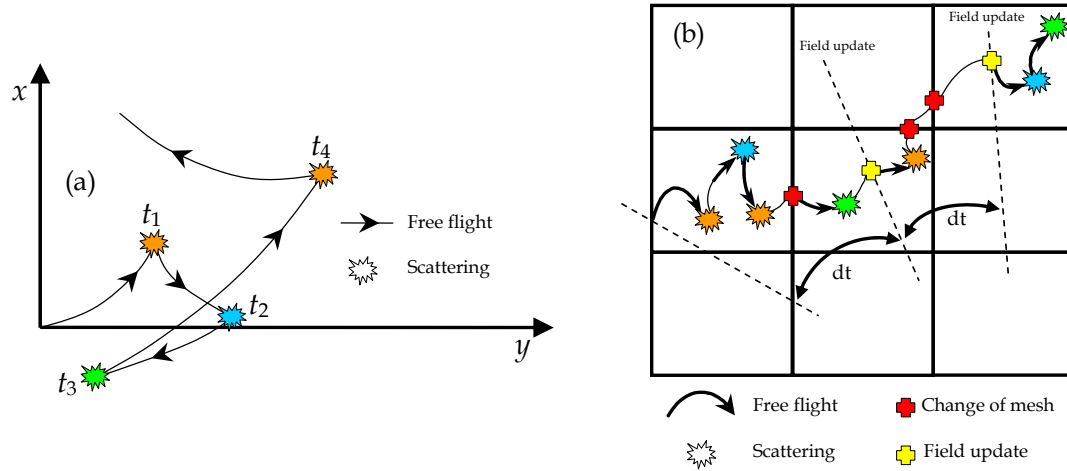 x
(a)
t1
t2
t3
t4
y
Free flight
Scattering
(b)
Field update
Field update
dt
dt
Free flight
Change of mesh
Scattering
Field update